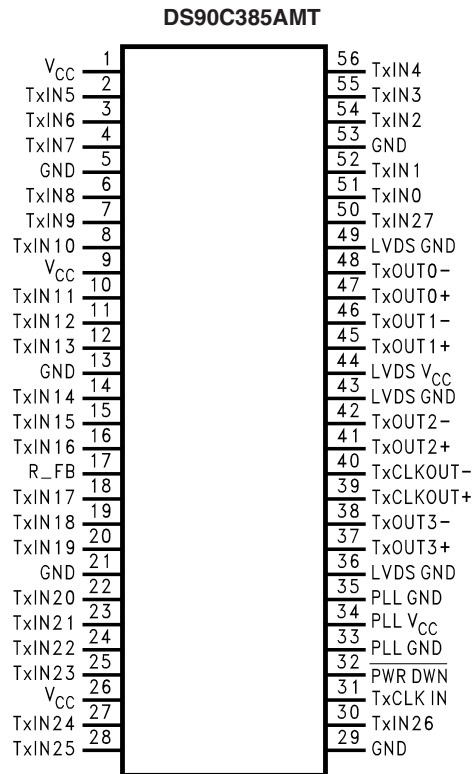 DS90C385AMT
VCC 1 56 TxIN4
TxIN5 2 55 TxIN3
TxIN6 3 54 TxIN2
TxIN7 4 53 GND
GND 5 52 TxIN1
TxIN8 6 51 TxIN0
TxIN9 7 50 TxIN27
TxIN10 8 49 LVDS GND
VCC 9 48 TxOUT0-
TxIN11 10 47 TxOUT0+
TxIN12 11 46 TxOUT1-
TxIN13 12 45 TxOUT1+
GND 13 44 LVDS VCC
TxIN14 14 43 LVDS GND
TxIN15 15 42 TxOUT2-
TxIN16 16 41 TxOUT2+
R_FB 17 40 TxCLKOUT-
TxIN17 18 39 TxCLKOUT+
TxIN18 19 38 TxOUT3-
TxIN19 20 37 TxOUT3+
GND 21 36 LVDS GND
TxIN20 22 35 PLL GND
TxIN21 23 34 PLL VCC
TxIN22 24 33 PLL GND
TxIN23 25 32 PWR DWN
VCC 26 31 TxCLK IN
TxIN24 27 30 TxIN26
TxIN25 28 29 GND